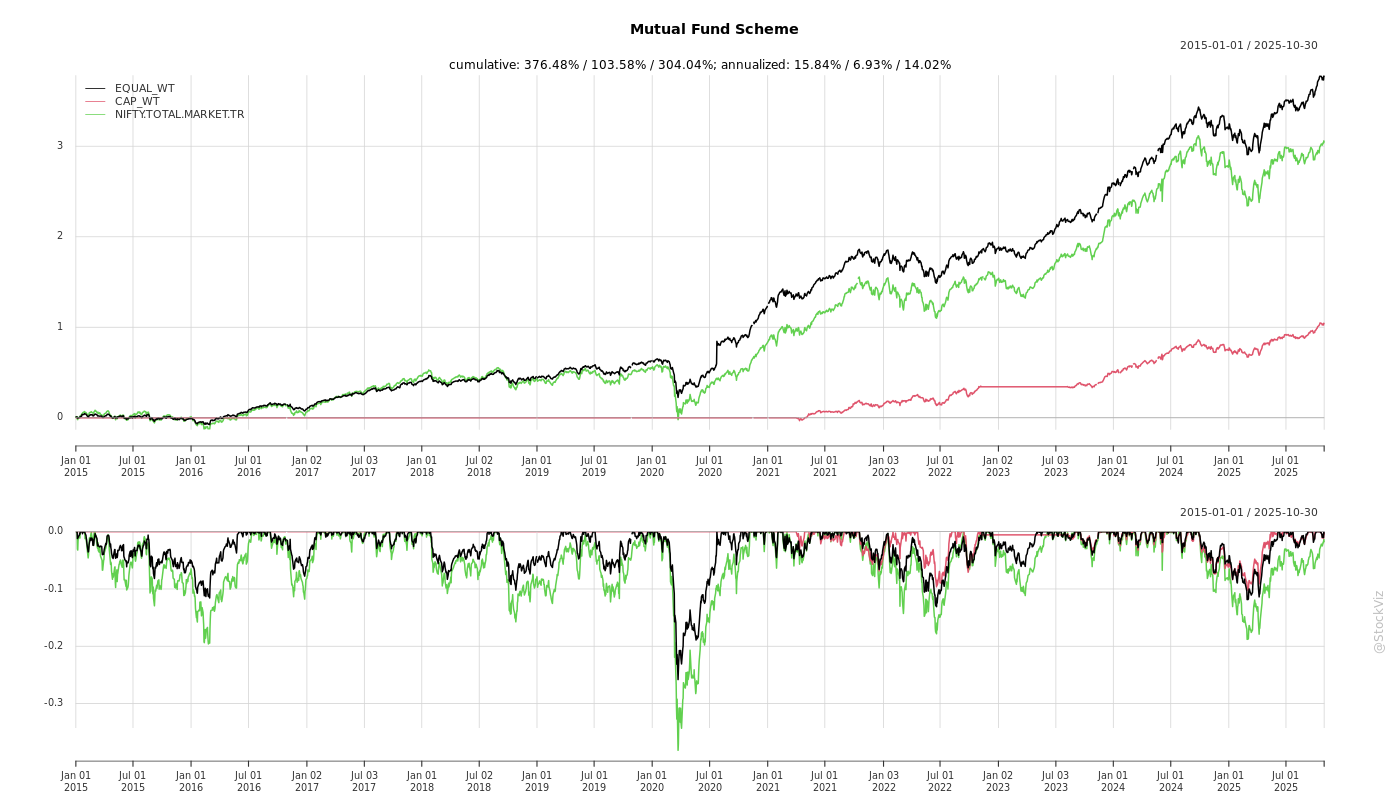 Mutual Fund Scheme
2015-01-01 / 2025-10-30
cumulative: 376.48% / 103.58% / 304.04%; annualized: 15.84% / 6.93% / 14.02%
EQUAL_WT
CAP_WT
NIFTY.TOTAL.MARKET.TR
3
2
1
0
Jan 01 Jul 01 Jan 01 Jul 01 Jan 02 Jul 03 Jan 01 Jul 02 Jan 01 Jul 01 Jan 01 Jul 01 Jan 01 Jul 01 Jan 03 Jul 01 Jan 02 Jul 03 Jan 01 Jul 01 Jan 01 Jul 01
2015 2015 2016 2016 2017 2017 2018 2018 2019 2019 2020 2020 2021 2021 2022 2022 2023 2023 2024 2024 2025 2025
2015-01-01 / 2025-10-30
0.0
-0.1
-0.2
-0.3
Jan 01 Jul 01 Jan 01 Jul 01 Jan 02 Jul 03 Jan 01 Jul 02 Jan 01 Jul 01 Jan 01 Jul 01 Jan 01 Jul 01 Jan 03 Jul 01 Jan 02 Jul 03 Jan 01 Jul 01 Jan 01 Jul 01
2015 2015 2016 2016 2017 2017 2018 2018 2019 2019 2020 2020 2021 2021 2022 2022 2023 2023 2024 2024 2025 2025
@StockViz